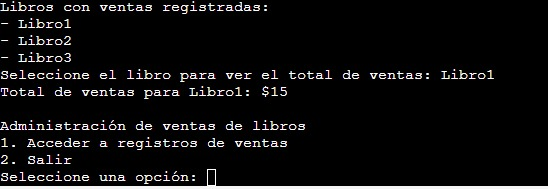 Libros con ventas registradas:
- Libro1
- Libro2
- Libro3
Seleccione el libro para ver el total de ventas: Libro1
Total de ventas para Libro1: $15
Administración de ventas de libros
1. Acceder a registros de ventas
2. Salir
Seleccione una opción: